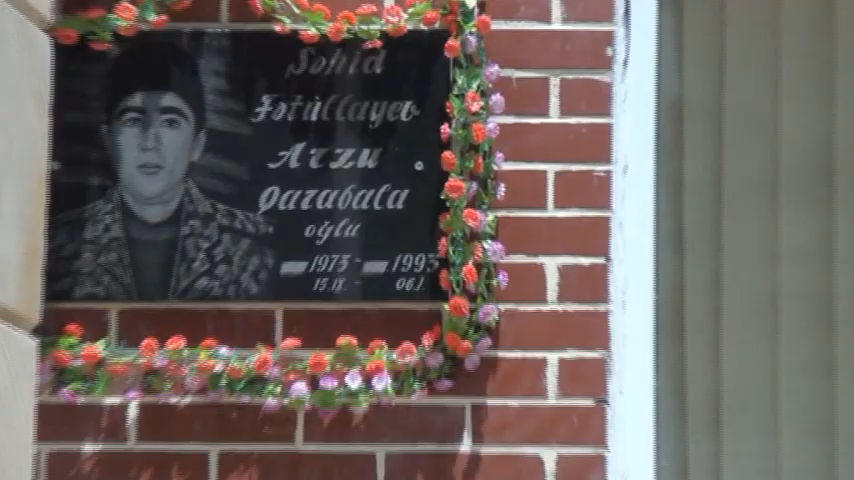 Şəhid
Fətullayev
Arzu
Qarabala
oğlu
1973 - 1993
15.IX. - 06.I.